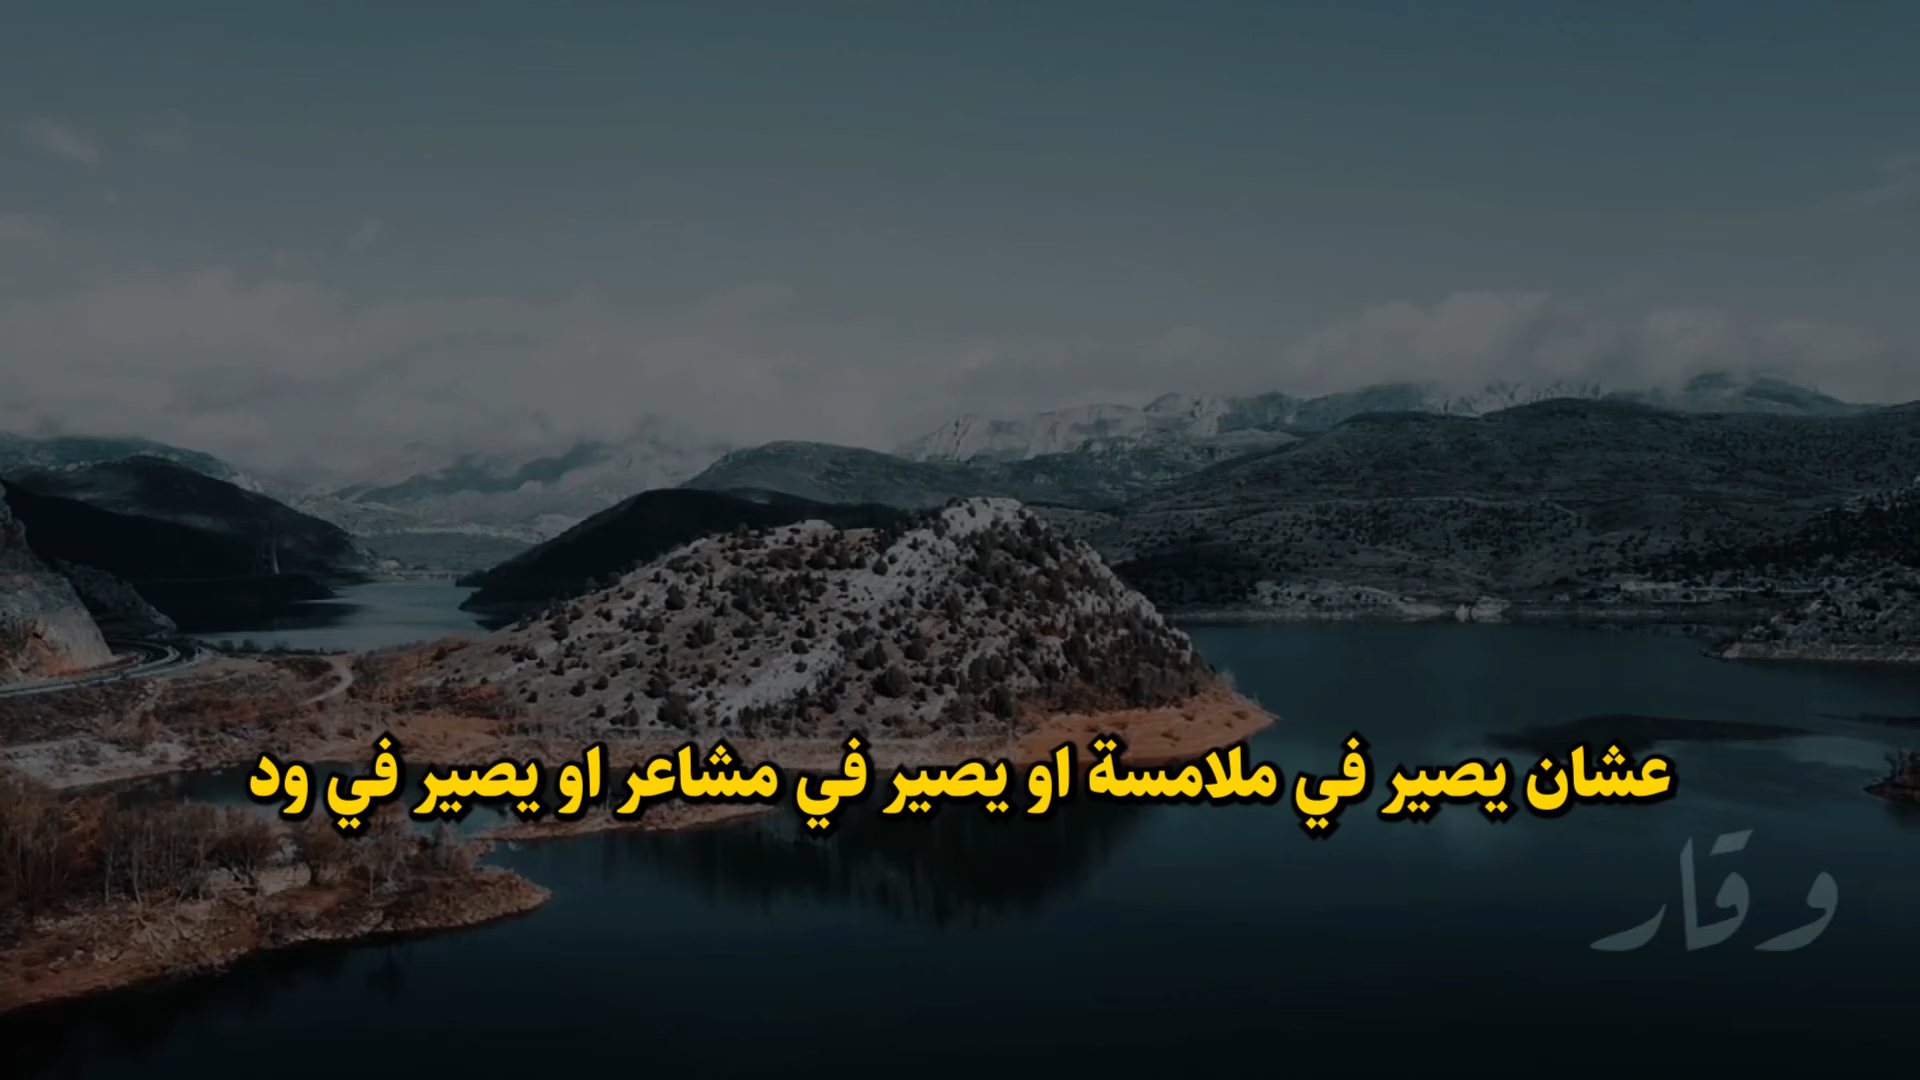 عشان يصير في ملامسة او يصير في مشاعر او يصير في ود
وقار